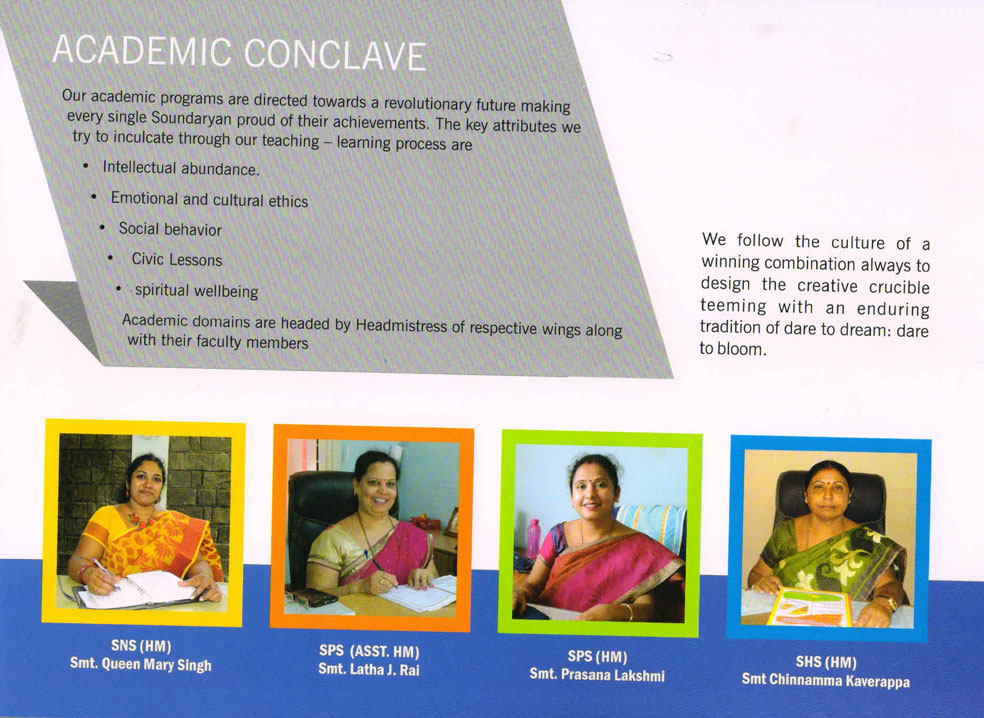 ACADEMIC CONCLAVE
Our academic programs are directed towards a revolutionary future making
every single Soundaryan proud of their achievements. The key attributes we
try to inculcate through our teaching – learning process are
• Intellectual abundance.
• Emotional and cultural ethics
• Social behavior
• Civic Lessons
• spiritual wellbeing
Academic domains are headed by Headmistress of respective wings along
with their faculty members
We follow the culture of a
winning combination always to
design the creative crucible
teeming with an enduring
tradition of dare to dream: dare
to bloom.
SNS (HM)
Smt. Queen Mary Singh
SPS (ASST. HM)
Smt. Latha J. Rai
SPS (HM)
Smt. Prasana Lakshmi
SHS (HM)
Smt Chinnamma Kaverappa